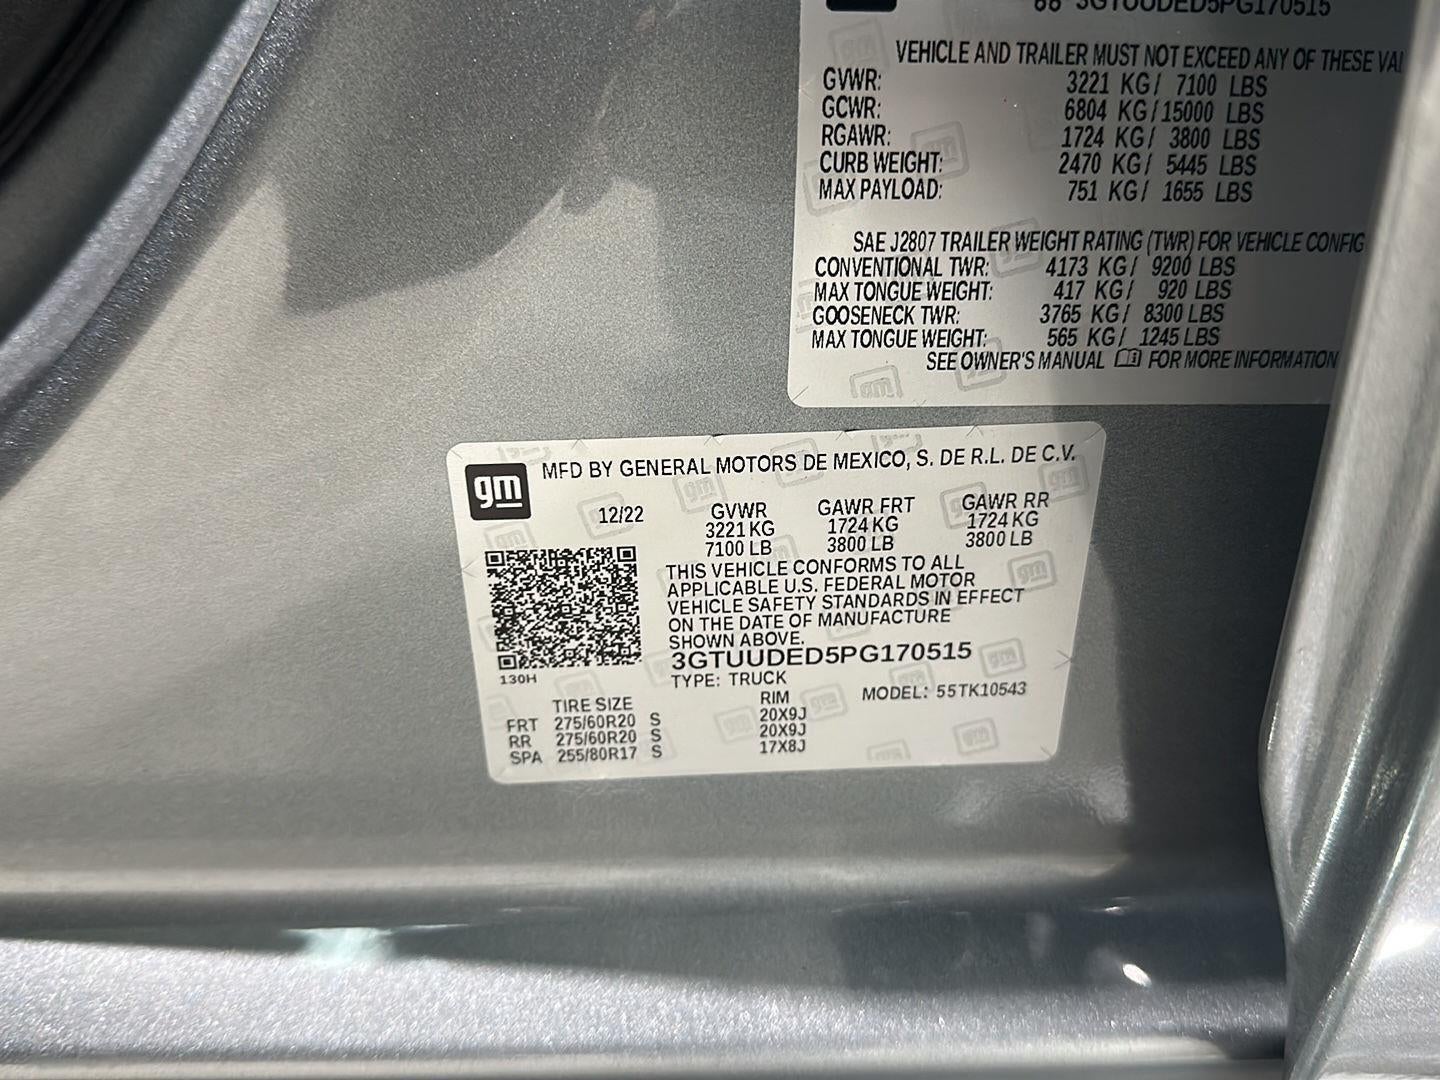 3GTUUDED5PG170515
VEHICLE AND TRAILER MUST NOT EXCEED ANY OF THESE VAL
GVWR: 3221 KG/ 7100 LBS
GCWR: 6804 KG/15000 LBS
RGAWR: 1724 KG/ 3800 LBS
CURB WEIGHT: 2470 KG/ 5445 LBS
MAX PAYLOAD: 751 KG/ 1655 LBS
SAE J2807 TRAILER WEIGHT RATING (TWR) FOR VEHICLE CONFIG
CONVENTIONAL TWR: 4173 KG/ 9200 LBS
MAX TONGUE WEIGHT: 417 KG/ 920 LBS
GOOSENECK TWR: 3765 KG/ 8300 LBS
MAX TONGUE WEIGHT: 565 KG/ 1245 LBS
SEE OWNER'S MANUAL FOR MORE INFORMATION
gm
MFD BY GENERAL MOTORS DE MEXICO, S. DE R.L. DE C.V.
12/22 GVWR GAWR FRT GAWR RR
3221 KG 1724 KG 1724 KG
7100 LB 3800 LB 3800 LB
THIS VEHICLE CONFORMS TO ALL
APPLICABLE U.S. FEDERAL MOTOR
VEHICLE SAFETY STANDARDS IN EFFECT
ON THE DATE OF MANUFACTURE
SHOWN ABOVE.
3GTUUDED5PG170515
130H
TYPE: TRUCK
MODEL: 55TK10543
TIRE SIZE RIM
FRT 275/60R20 S 20X9J
RR 275/60R20 S 20X9J
SPA 255/80R17 S 17X8J